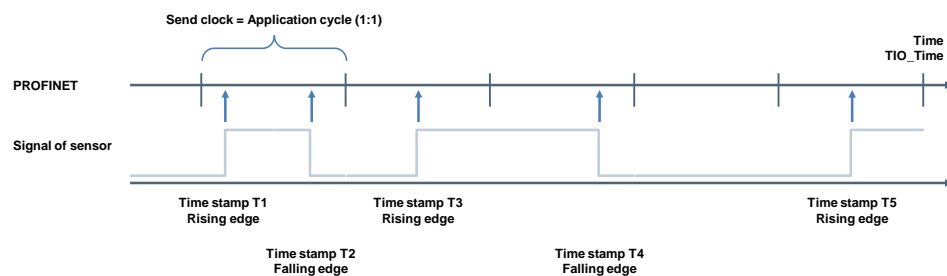 Send clock = Application cycle (1:1)
Time
TIO_Time
PROFINET
Signal of sensor
Time stamp T1
Rising edge
Time stamp T3
Rising edge
Time stamp T5
Rising edge
Time stamp T2
Falling edge
Time stamp T4
Falling edge